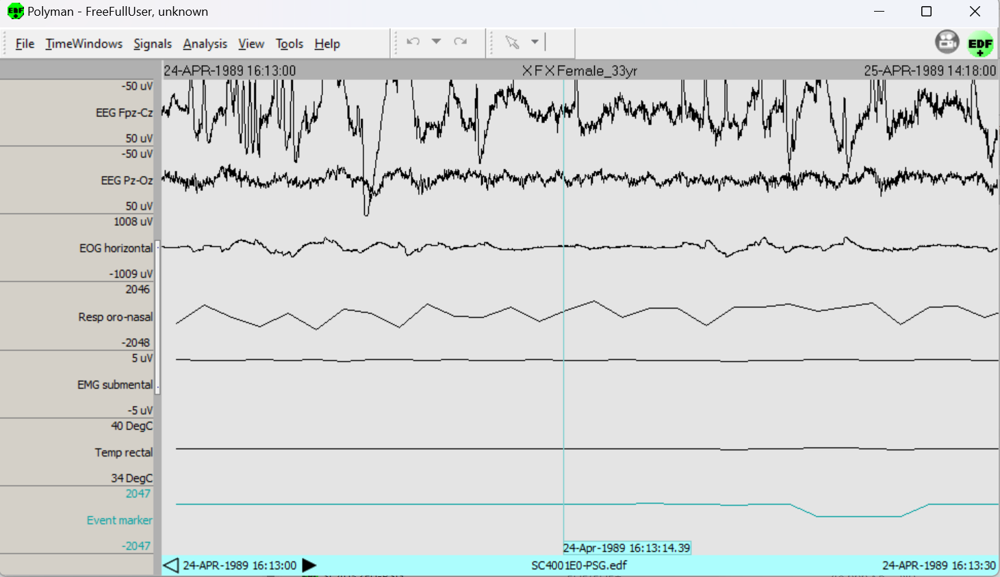 Polyman - FreeFullUser, unknown
File TimeWindows Signals Analysis View Tools Help
EDF +
24-APR-1989 16:13:00 X F X Female_33yr 25-APR-1989 14:18:00
-50 uV
EEG Fpz-Cz
50 uV
-50 uV
EEG Pz-Oz
50 uV
1008 uV
EOG horizontal
-1009 uV
2046
Resp oro-nasal
-2048
5 uV
EMG submental
-5 uV
40 DegC
Temp rectal
34 DegC
2047
Event marker
-2047
24-Apr-1989 16:13:14.39
24-APR-1989 16:13:00 SC4001E0-PSG.edf 24-APR-1989 16:13:30